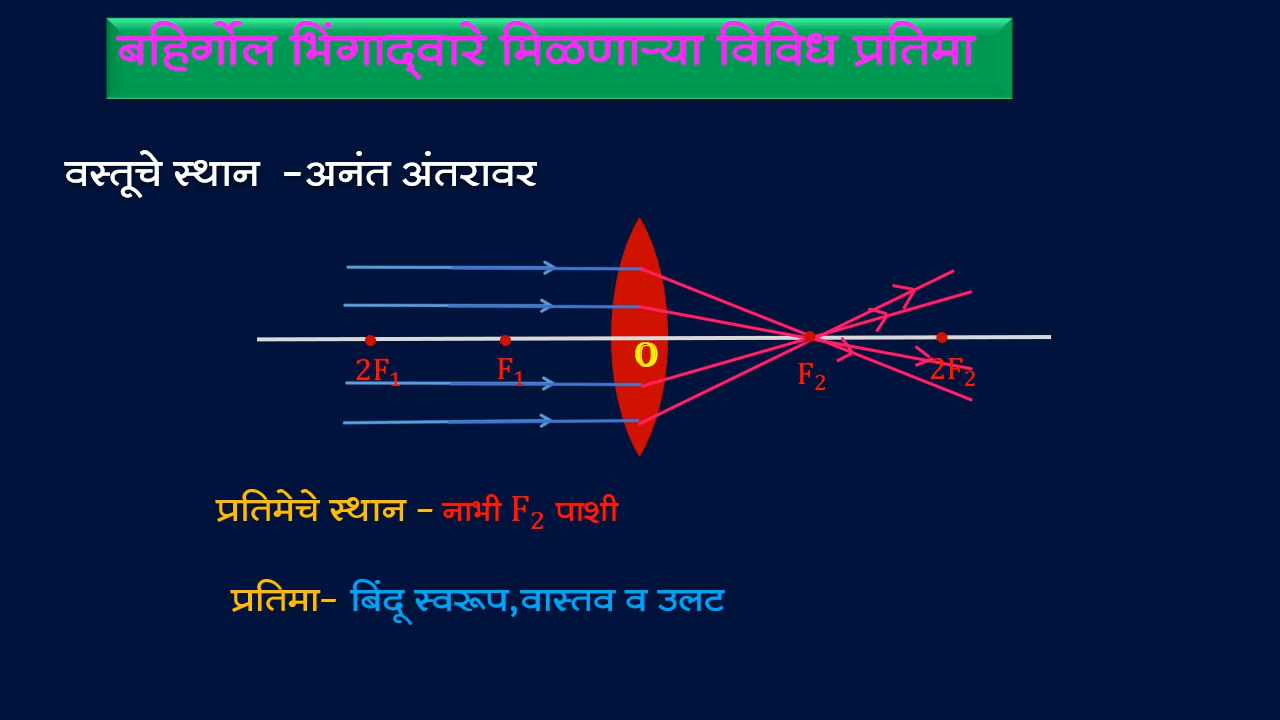 बहिर्गोल भिंगाद्वारे मिळणाऱ्या विविध प्रतिमा
वस्तूचे स्थान –अनंत अंतरावर
2F₁ F₁ O F₂ 2F₂
प्रतिमेचे स्थान – नाभी F₂ पाशी
प्रतिमा– बिंदू स्वरूप,वास्तव व उलट